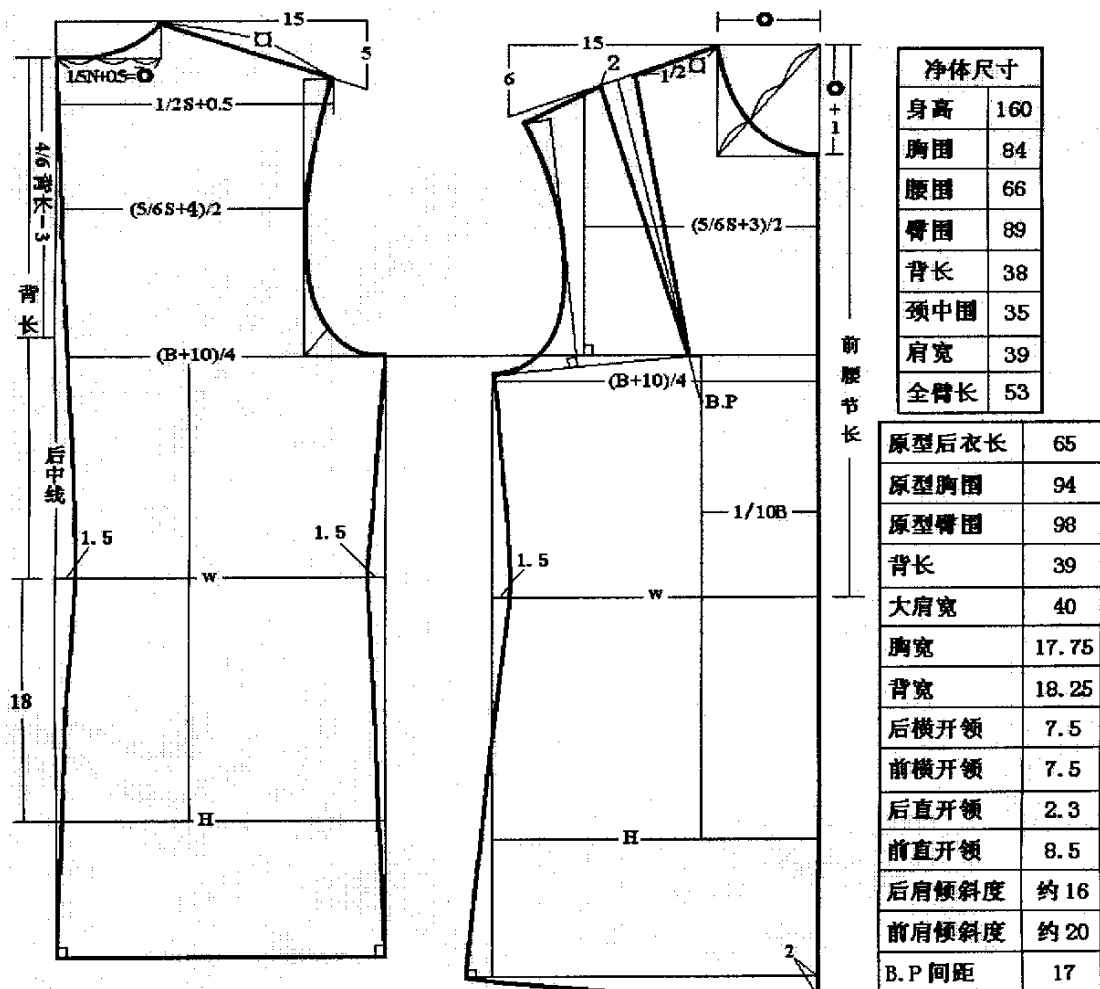 15
5
1.5N+0.5=
1/2S+0.5
4/6背长-3
背长
(5/6S+4)/2
(B+10)/4
后中线
1.5
1.5
W
18
H
15
6
2
1/2
+1
(5/6S+3)/2
(B+10)/4
B.P
前腰节长
1/10B
1.5
W
H
2
净体尺寸
身高 160
胸围 84
腰围 66
臀围 89
背长 38
颈中围 35
肩宽 39
全臂长 53
原型后衣长 65
原型胸围 94
原型臀围 98
背长 39
大肩宽 40
胸宽 17.75
背宽 18.25
后横开领 7.5
前横开领 7.5
后直开领 2.3
前直开领 8.5
后肩倾斜度 约16
前肩倾斜度 约20
B.P间距 17